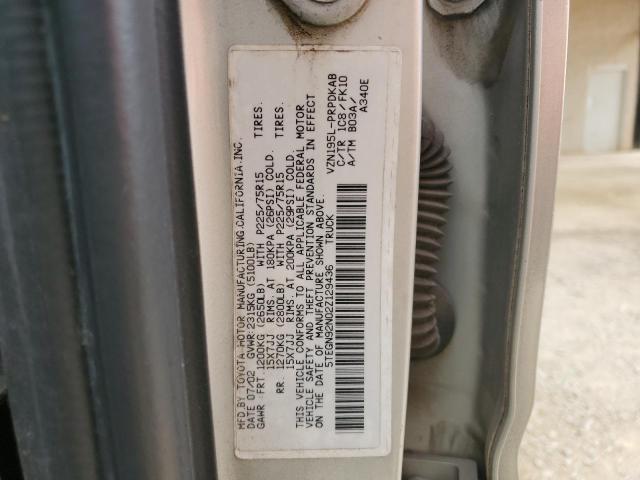 MFD BY: TOYOTA MOTOR MANUFACTURING, CALIFORNIA, INC.
DATE 07/02 GVWR: 2315KG (5100LB)
GAWR: FRT. 1200KG (2650LB) WITH P225/75R15 TIRES.
15X7JJ RIMS. AT 180KPA (26PSI) COLD.
RR. 1270KG (2800LB) WITH P225/75R15 TIRES.
15X7JJ RIMS. AT 200KPA (29PSI) COLD.
THIS VEHICLE CONFORMS TO ALL APPLICABLE FEDERAL MOTOR
VEHICLE SAFETY AND THEFT PREVENTION STANDARDS IN EFFECT
ON THE DATE OF MANUFACTURE SHOWN ABOVE.
5TEGN92N02Z129436 TRUCK
VZN195L-PRPDKAB
C/TR 1C8/FK10
A/TM B03A/
A340E